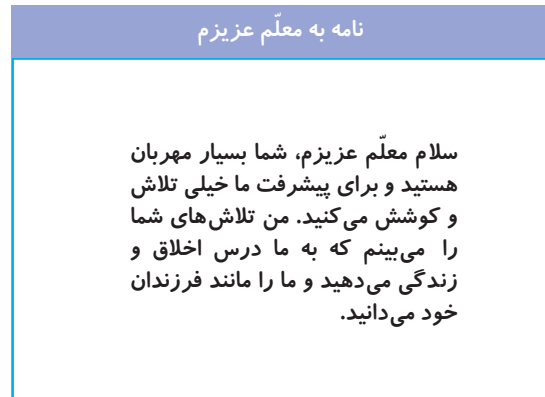 نامه به معلّم عزیزم
سلام معلّم عزیزم، شما بسیار مهربان
هستید و برای پیشرفت ما خیلی تلاش
و کوشش می‌کنید. من تلاش‌های شما
را می‌بینم که به ما درس اخلاق و
زندگی می‌دهید و ما را مانند فرزندان
خود می‌دانید.